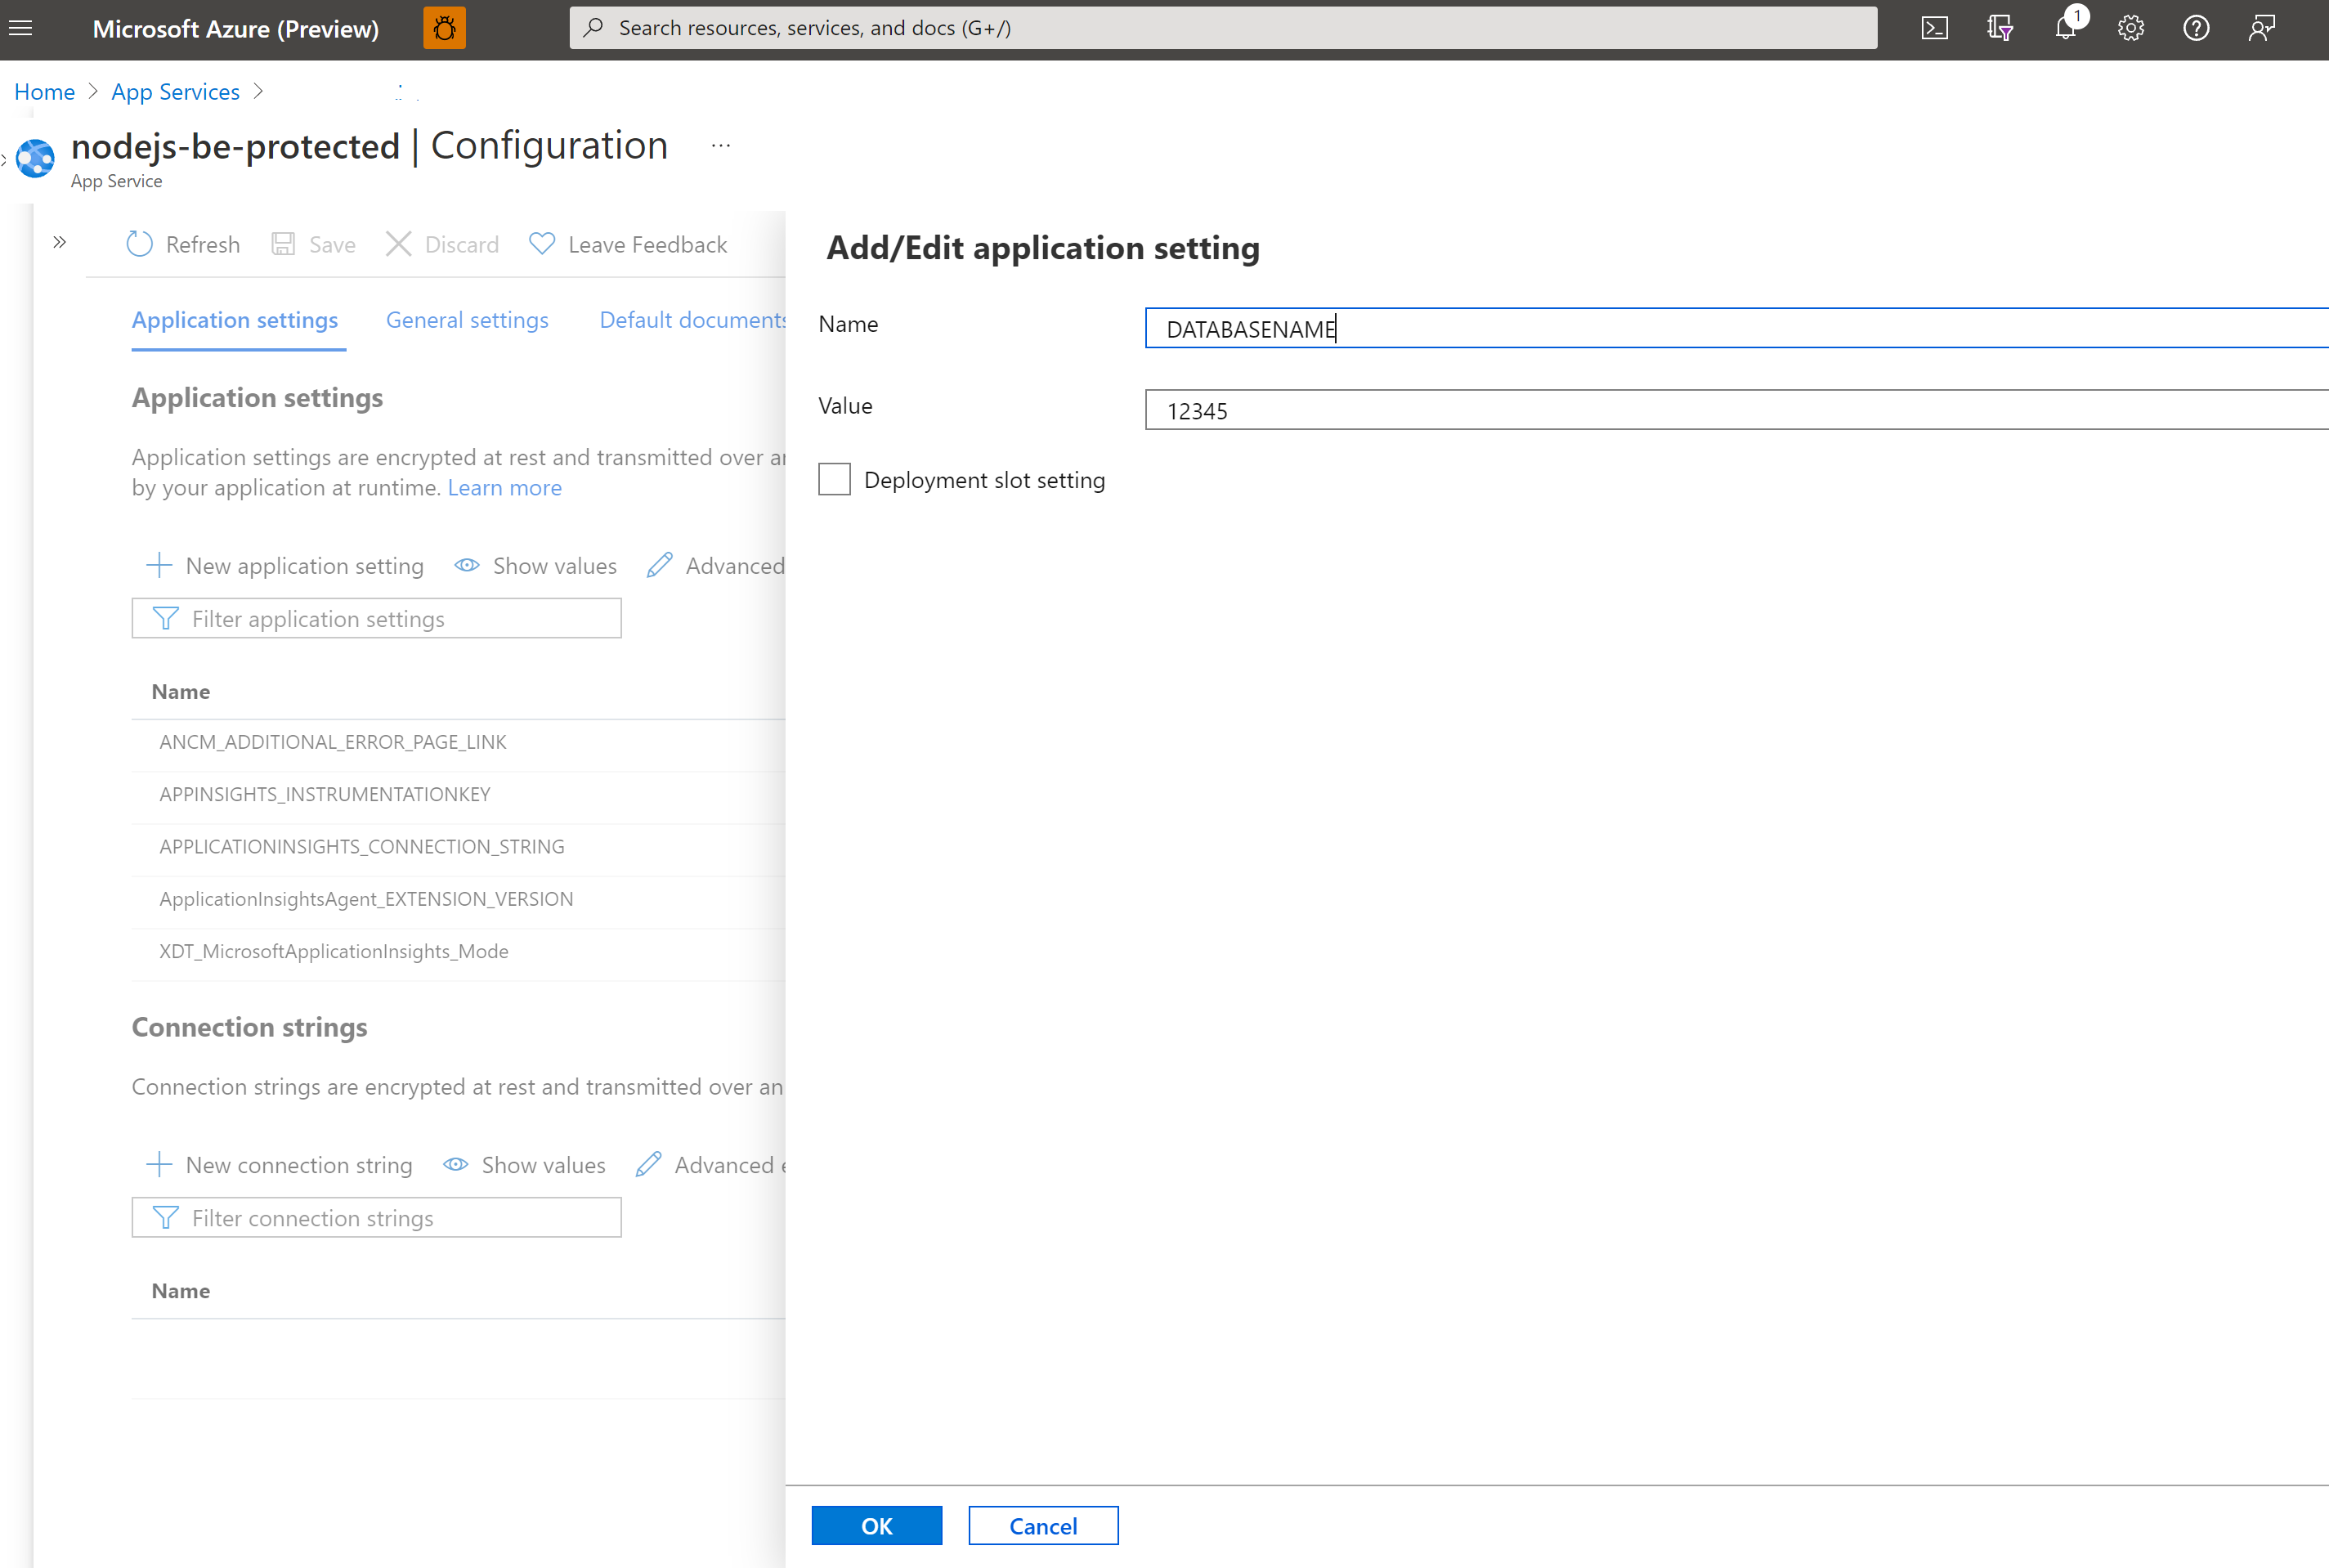 Microsoft Azure (Preview)
Search resources, services, and docs (G+/)
1
Home > App Services >
nodejs-be-protected | Configuration ...
App Service
Refresh Save Discard Leave Feedback
Application settings General settings Default documents
Application settings
Application settings are encrypted at rest and transmitted over
by your application at runtime. Learn more
New application setting Show values Advanced
Filter application settings
Name
ANCM_ADDITIONAL_ERROR_PAGE_LINK
APPINSIGHTS_INSTRUMENTATIONKEY
APPLICATIONINSIGHTS_CONNECTION_STRING
ApplicationInsightsAgent_EXTENSION_VERSION
XDT_MicrosoftApplicationInsights_Mode
Connection strings
Connection strings are encrypted at rest and transmitted over an
New connection string Show values Advanced
Filter connection strings
Name
Add/Edit application setting
Name DATABASENAME
Value 12345
Deployment slot setting
OK Cancel